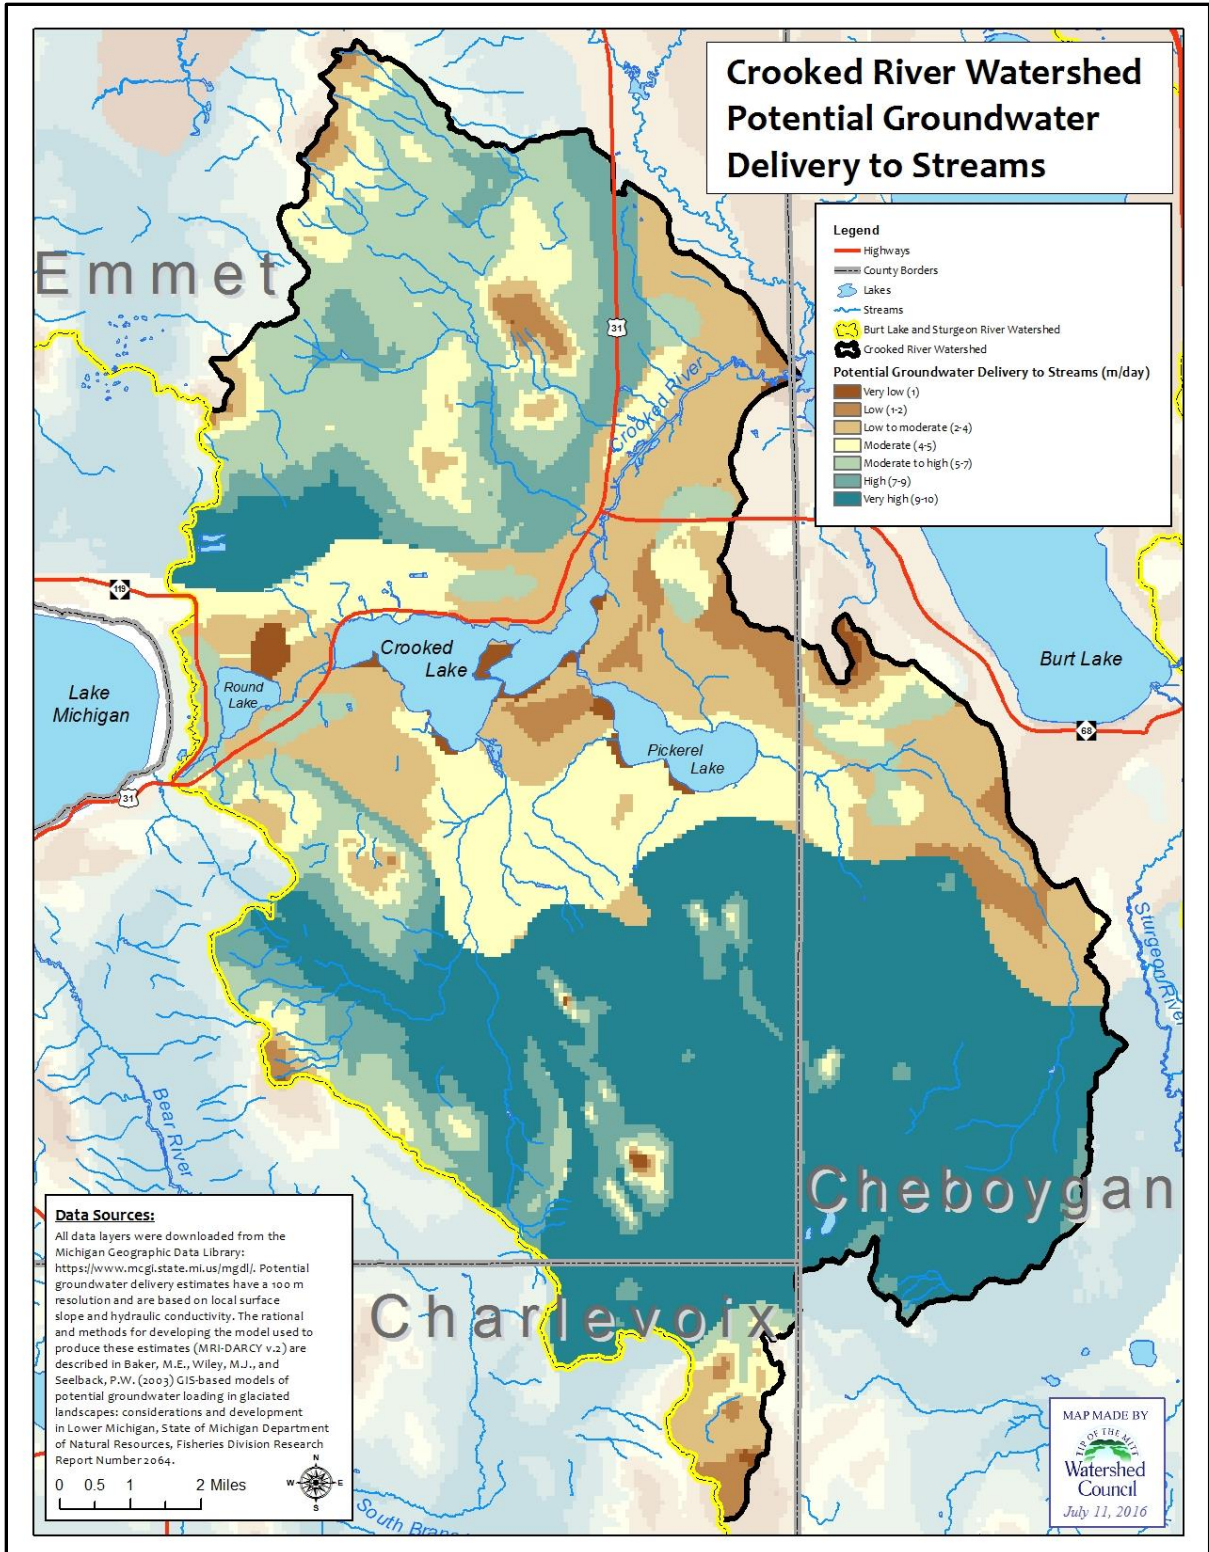 Crooked River Watershed
Potential Groundwater
Delivery to Streams
Legend
Highways
County Borders
Lakes
Streams
Burt Lake and Sturgeon River Watershed
Crooked River Watershed
Potential Groundwater Delivery to Streams (m/day)
Very low (1)
Low (1-2)
Low to moderate (2-4)
Moderate (4-5)
Moderate to high (5-7)
High (7-9)
Very high (9-10)
Emmet
31
Crooked River
119
Crooked
Lake
Round
Lake
Lake
Michigan
Burt Lake
68
Pickerel
Lake
31
Sturgeon River
Bear River
Cheboygan
Charlevoix
Data Sources:
All data layers were downloaded from the
Michigan Geographic Data Library:
https://www.mcgi.state.mi.us/mgdl/. Potential
groundwater delivery estimates have a 100 m
resolution and are based on local surface
slope and hydraulic conductivity. The rational
and methods for developing the model used to
produce these estimates (MRI-DARCY v.2) are
described in Baker, M.E., Wiley, M.J., and
Seelback, P.W. (2003) GIS-based models of
potential groundwater loading in glaciated
landscapes: considerations and development
in Lower Michigan, State of Michigan Department
of Natural Resources, Fisheries Division Research
Report Number 2064.
0 0.5 1 2 Miles
N
W E
S
South Bran
MAP MADE BY
TIP OF THE MITT
Watershed
Council
July 11, 2016